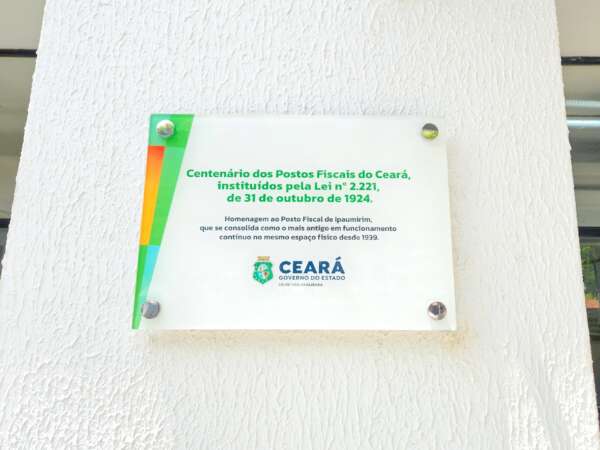 Centenário dos Postos Fiscais do Ceará,
instituídos pela Lei n° 2.221,
de 31 de outubro de 1924.
Homenagem ao Posto Fiscal de Ipaumirim,
que se consolida como o mais antigo em funcionamento
contínuo no mesmo espaço físico desde 1939.
CEARÁ
GOVERNO DO ESTADO